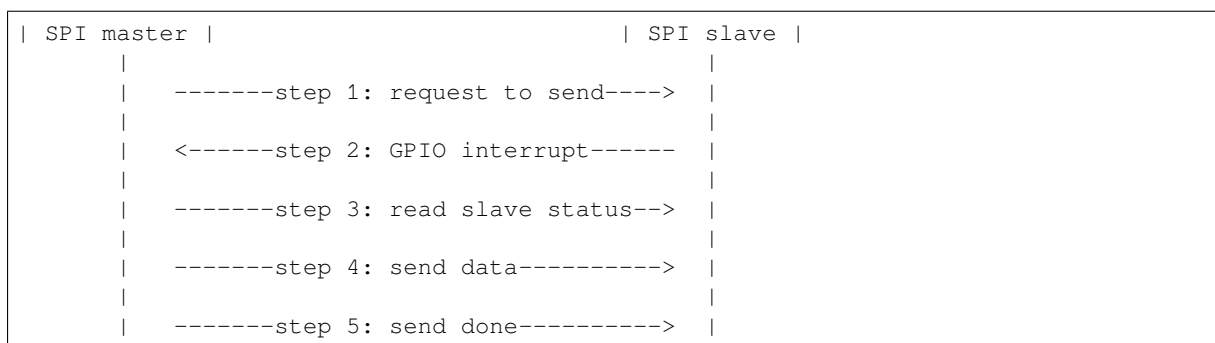 | SPI master |                                 | SPI slave |
       |                                               |
       |   -------step 1: request to send---->  |
       |                                               |
       |   <------step 2: GPIO interrupt------  |
       |                                               |
       |   -------step 3: read slave status-->  |
       |                                               |
       |   -------step 4: send data---------->  |
       |                                               |
       |   -------step 5: send done---------->  |